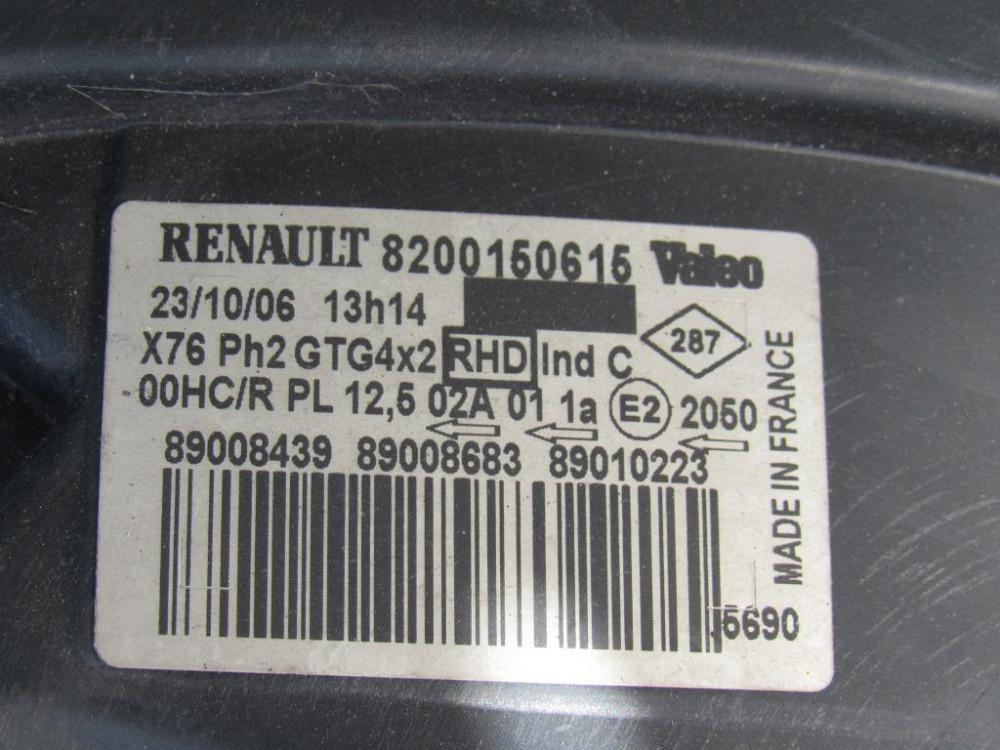 RENAULT 8200150615 Valeo
23/10/06 13h14
287
X76 Ph2 GTG4x2 RHD Ind C
00HC/R PL 12,5 02A 01 1a E2 2050
89008439 89008683 89010223
J5690
MADE IN FRANCE